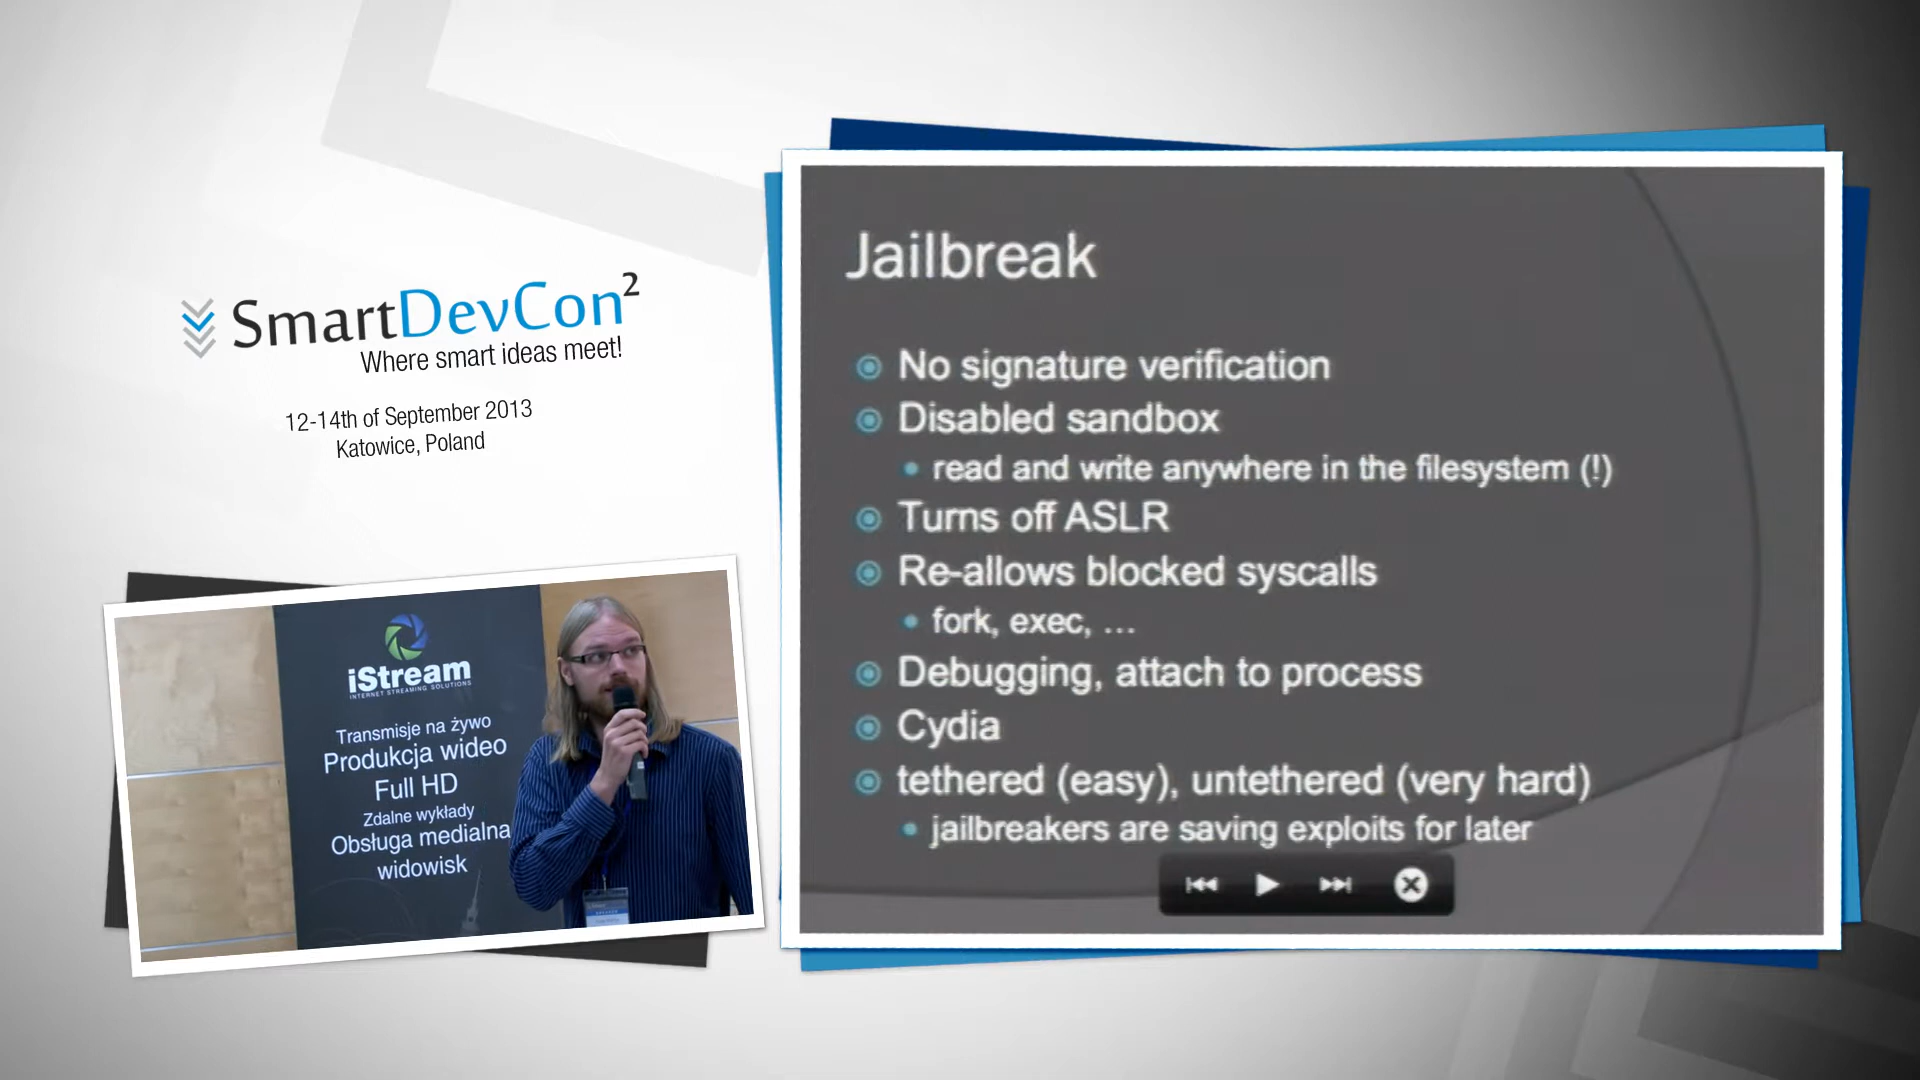 SmartDevCon²
Where smart ideas meet!
12-14th of September 2013
Katowice, Poland
iStream
INTERNET STREAMING SOLUTIONS
Transmisje na żywo
Produkcja wideo
Full HD
Zdalne wykłady
Obsługa medialna
widowisk
Jailbreak
No signature verification
Disabled sandbox
read and write anywhere in the filesystem (!)
Turns off ASLR
Re-allows blocked syscalls
fork, exec, …
Debugging, attach to process
Cydia
tethered (easy), untethered (very hard)
jailbreakers are saving exploits for later